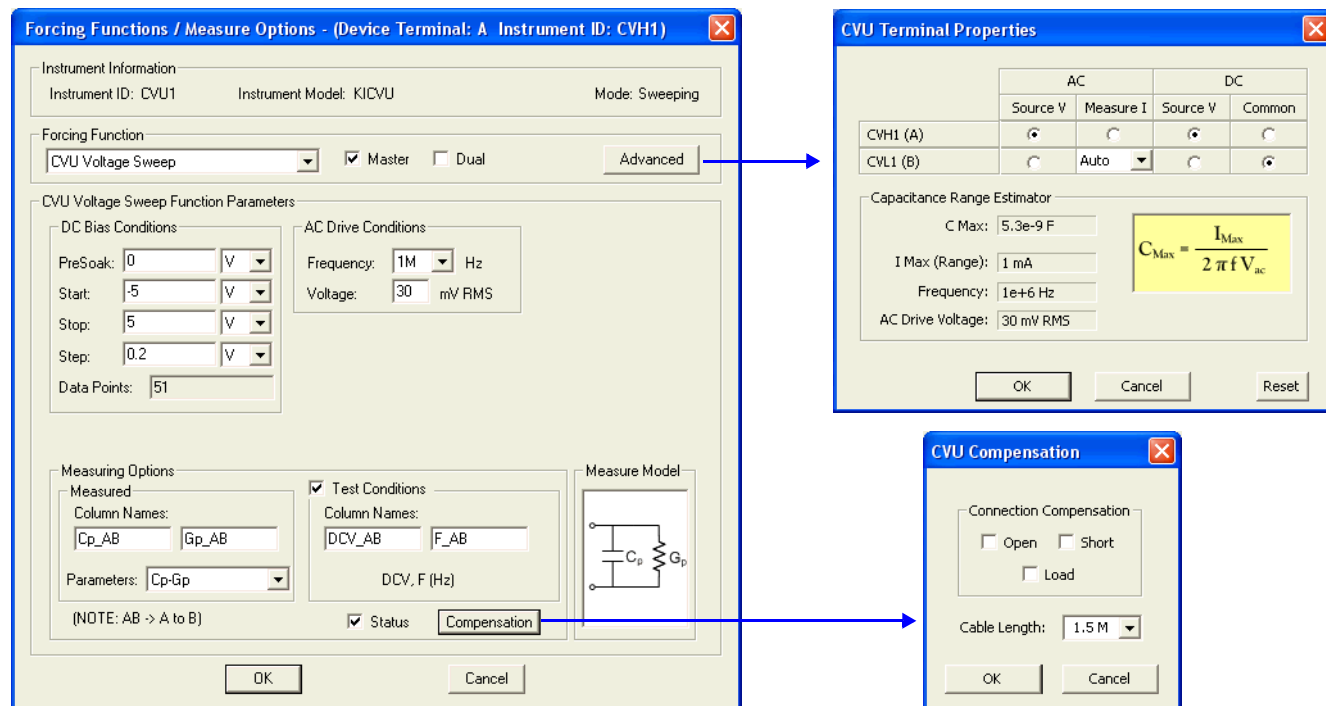 Forcing Functions / Measure Options - (Device Terminal: A Instrument ID: CVH1)
Instrument Information
Instrument ID: CVU1 Instrument Model: KICVU Mode: Sweeping
Forcing Function
CVU Voltage Sweep Master Dual Advanced
CVU Voltage Sweep Function Parameters
DC Bias Conditions
PreSoak: 0 V
Start: -5 V
Stop: 5 V
Step: 0.2 V
Data Points: 51
AC Drive Conditions
Frequency: 1M Hz
Voltage: 30 mV RMS
Measuring Options
Measured
Column Names:
Cp_AB Gp_AB
Parameters: Cp-Gp
(NOTE: AB -> A to B)
Test Conditions
Column Names:
DCV_AB F_AB
DCV, F (Hz)
Status Compensation
Measure Model
Cp Gp
OK Cancel
CVU Terminal Properties
AC DC
Source V Measure I Source V Common
CVH1 (A)
CVL1 (B) Auto
Capacitance Range Estimator
C Max: 5.3e-9 F
I Max (Range): 1 mA
Frequency: 1e+6 Hz
AC Drive Voltage: 30 mV RMS
CMax = IMax / 2 π f Vac
OK Cancel Reset
CVU Compensation
Connection Compensation
Open Short
Load
Cable Length: 1.5 M
OK Cancel